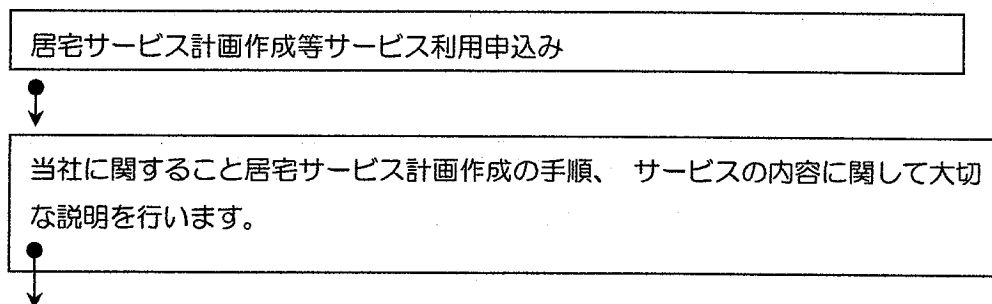 居宅サービス計画作成等サービス利用申込み
当社に関すること居宅サービス計画作成の手順、 サービスの内容に関して大切
な説明を行います。